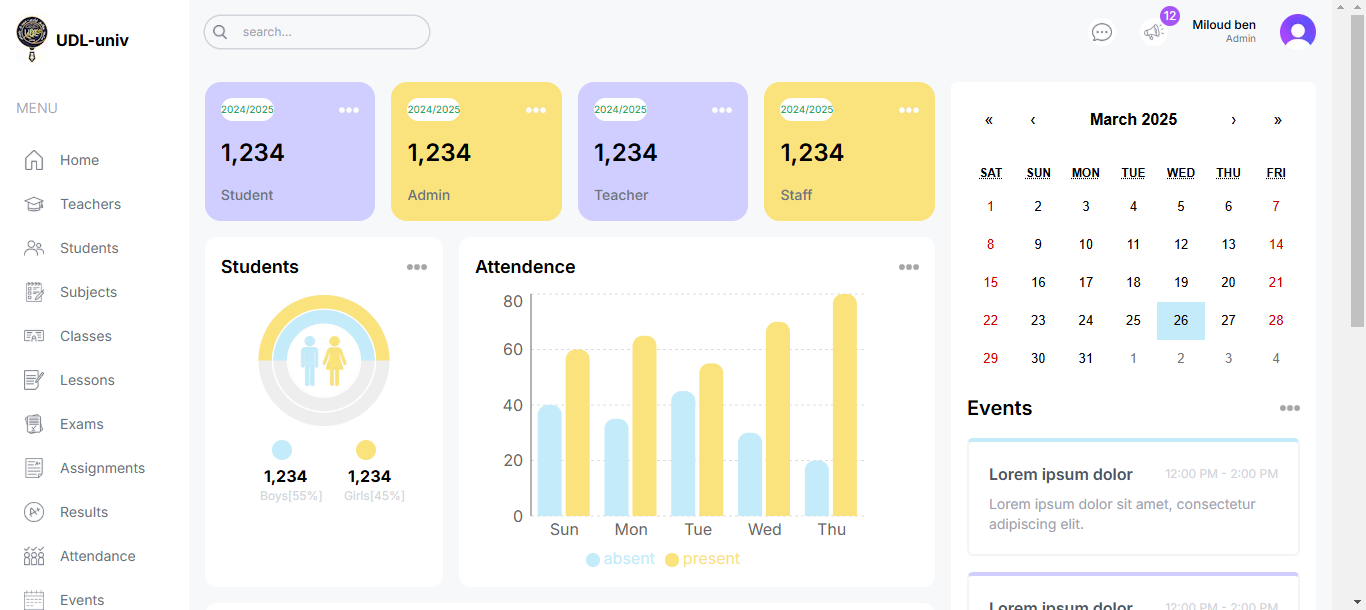 UDL-univ
search...
12
Miloud ben
Admin
MENU
Home
Teachers
Students
Subjects
Classes
Lessons
Exams
Assignments
Results
Attendance
Events
2024/2025
1,234
Student
2024/2025
1,234
Admin
2024/2025
1,234
Teacher
2024/2025
1,234
Staff
Students
1,234
Boys[55%]
1,234
Girls[45%]
Attendence
80
60
40
20
0
Sun Mon Tue Wed Thu
absent present
« ‹ March 2025 › »
SAT SUN MON TUE WED THU FRI
1 2 3 4 5 6 7
8 9 10 11 12 13 14
15 16 17 18 19 20 21
22 23 24 25 26 27 28
29 30 31 1 2 3 4
Events
Lorem ipsum dolor 12:00 PM - 2:00 PM
Lorem ipsum dolor sit amet, consectetur
adipiscing elit.
Lorem ipsum dolor 12:00 PM - 2:00 PM